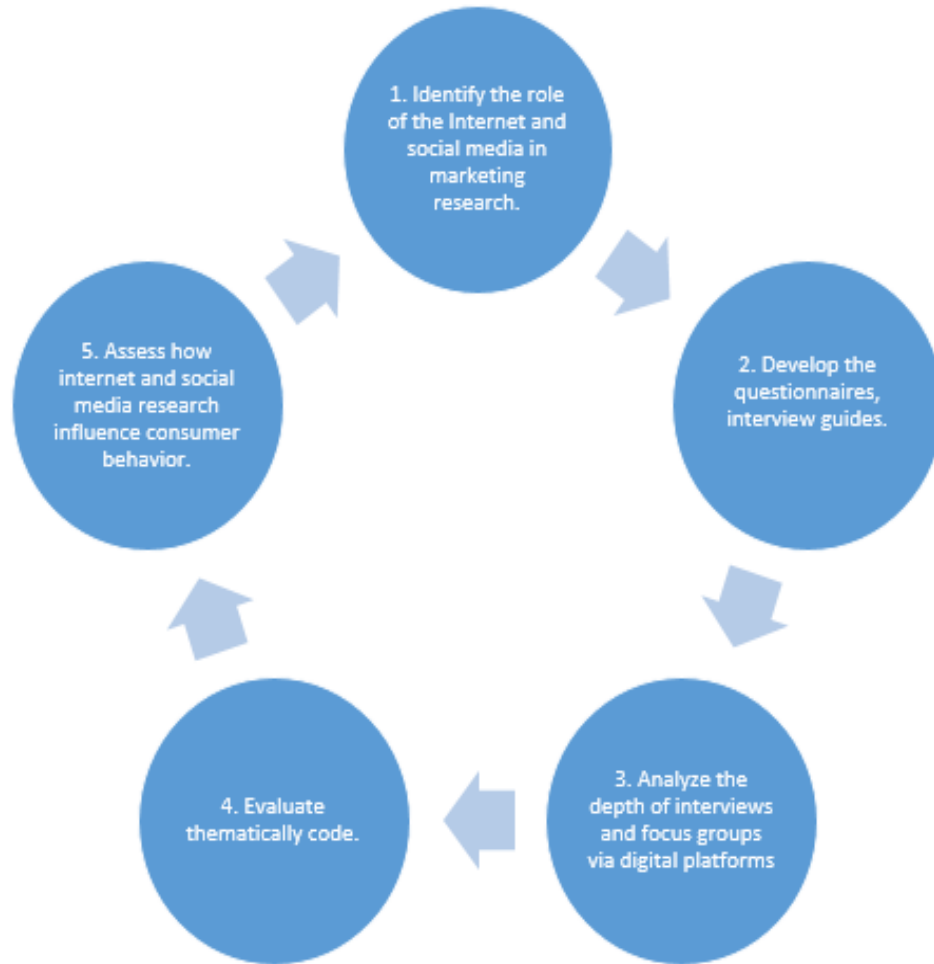 1. Identify the role
of the Internet and
social media in
marketing
research.
2. Develop the
questionnaires,
interview guides.
3. Analyze the
depth of interviews
and focus groups
via digital platforms
4. Evaluate
thematically code.
5. Assess how
internet and social
media research
influence consumer
behavior.